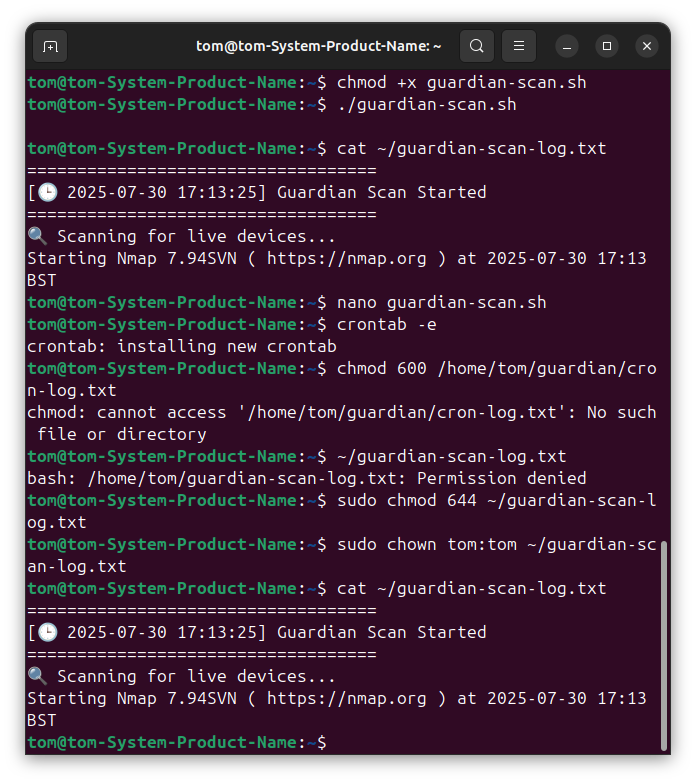 tom@tom-System-Product-Name: ~
tom@tom-System-Product-Name:~$ chmod +x guardian-scan.sh
tom@tom-System-Product-Name:~$ ./guardian-scan.sh
tom@tom-System-Product-Name:~$ cat ~/guardian-scan-log.txt
===================================
[🕒 2025-07-30 17:13:25] Guardian Scan Started
===================================
🔍 Scanning for live devices...
Starting Nmap 7.94SVN ( https://nmap.org ) at 2025-07-30 17:13
BST
tom@tom-System-Product-Name:~$ nano guardian-scan.sh
tom@tom-System-Product-Name:~$ crontab -e
crontab: installing new crontab
tom@tom-System-Product-Name:~$ chmod 600 /home/tom/guardian/cro
n-log.txt
chmod: cannot access '/home/tom/guardian/cron-log.txt': No such
 file or directory
tom@tom-System-Product-Name:~$ ~/guardian-scan-log.txt
bash: /home/tom/guardian-scan-log.txt: Permission denied
tom@tom-System-Product-Name:~$ sudo chmod 644 ~/guardian-scan-l
og.txt
tom@tom-System-Product-Name:~$ sudo chown tom:tom ~/guardian-sc
an-log.txt
tom@tom-System-Product-Name:~$ cat ~/guardian-scan-log.txt
===================================
[🕒 2025-07-30 17:13:25] Guardian Scan Started
===================================
🔍 Scanning for live devices...
Starting Nmap 7.94SVN ( https://nmap.org ) at 2025-07-30 17:13
BST
tom@tom-System-Product-Name:~$